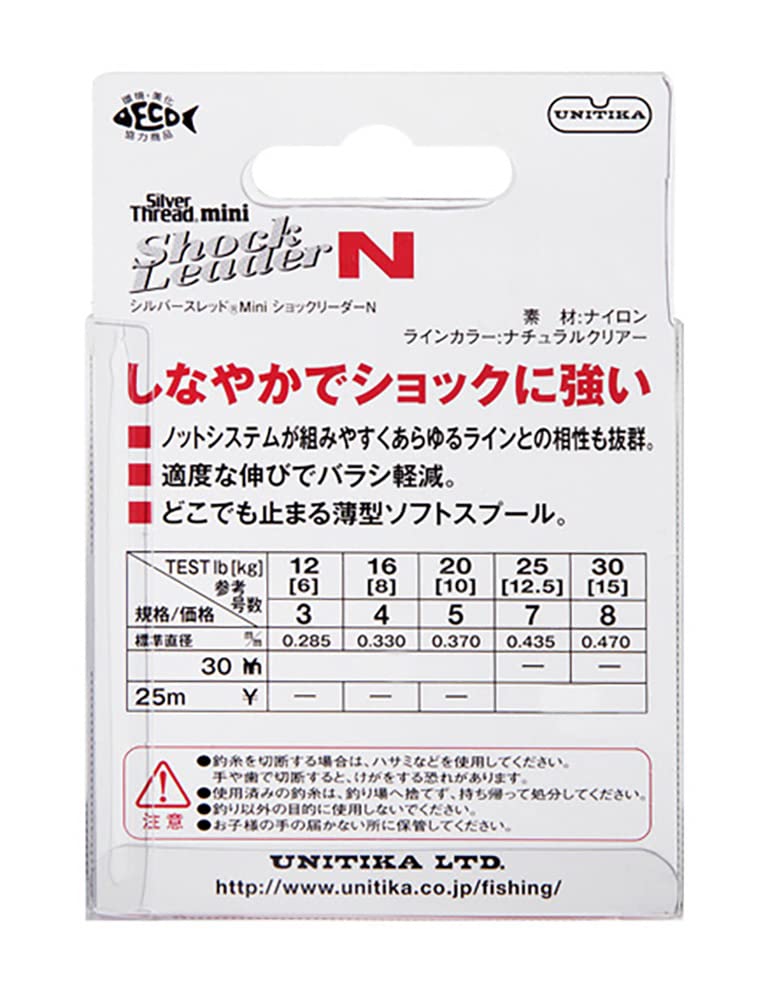 環境・美化
ECO
協力商品
UNITIKA
Silver
Thread® mini
Shock
Leader N
シルバースレッド®Mini ショックリーダーN
素　材:ナイロン
ラインカラー:ナチュラルクリアー
しなやかでショックに強い
■ ノットシステムが組みやすくあらゆるラインとの相性も抜群。
■ 適度な伸びでバラシ軽減。
■ どこでも止まる薄型ソフトスプール。
TEST lb[kg] 12 16 20 25 30
[6] [8] [10] [12.5] [15]
参考
号数
規格/価格 3 4 5 7 8
標準直径 m/m 0.285 0.330 0.370 0.435 0.470
30 m — —
25m ¥ — — —
●釣糸を切断する場合は、ハサミなどを使用してください。
手や歯で切断すると、けがをする恐れがあります。
●使用済みの釣糸は、釣り場へ捨てず、持ち帰って処分してください。
●釣り以外の目的に使用しないでください。
●お子様の手の届かない所に保管してください。
注意
UNITIKA LTD.
http://www.unitika.co.jp/fishing/